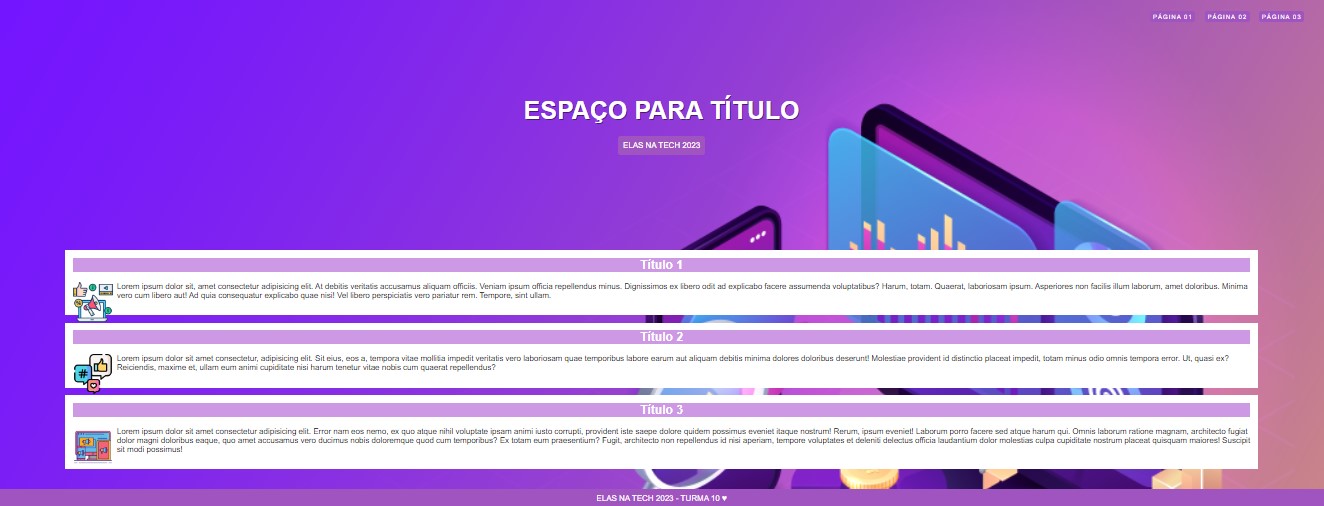 PÁGINA 01 PÁGINA 02 PÁGINA 03
ESPAÇO PARA TÍTULO
ELAS NA TECH 2023
Título 1
Lorem ipsum dolor sit, amet consectetur adipisicing elit. At debitis veritatis accusamus aliquam officiis. Veniam ipsum officia repellendus minus. Dignissimos ex libero odit ad explicabo facere assumenda voluptatibus? Harum, totam. Quaerat, laboriosam ipsum. Asperiores non facilis illum laborum, amet doloribus. Minima
vero cum libero aut! Ad quia consequatur explicabo quae nisi! Vel libero perspiciatis vero pariatur rem. Tempore, sint ullam.
Título 2
Lorem ipsum dolor sit amet consectetur, adipisicing elit. Sit eius, eos a, tempora vitae mollitia impedit veritatis vero laboriosam quae temporibus labore earum aut aliquam debitis minima dolores doloribus deserunt! Molestiae provident id distinctio placeat impedit, totam minus odio omnis tempora error. Ut, quasi ex?
Reiciendis, maxime et, ullam eum animi cupiditate nisi harum tenetur vitae nobis cum quaerat repellendus?
Título 3
Lorem ipsum dolor sit amet consectetur adipisicing elit. Error nam eos nemo, ex quo atque nihil voluptate ipsam animi iusto corrupti, provident iste saepe dolore quidem possimus eveniet itaque nostrum! Rerum, ipsum eveniet! Laborum porro facere sed atque harum qui. Omnis laborum ratione magnam, architecto fugiat
dolor magni doloribus eaque, quo amet accusamus vero ducimus nobis doloremque quod cum temporibus? Ex totam eum praesentium? Fugit, architecto non repellendus id nisi aperiam, tempore voluptates et deleniti delectus officia laudantium dolor molestias culpa cupiditate nostrum placeat quisquam maiores! Suscipit
sit modi possimus!
ELAS NA TECH 2023 - TURMA 10 ♥